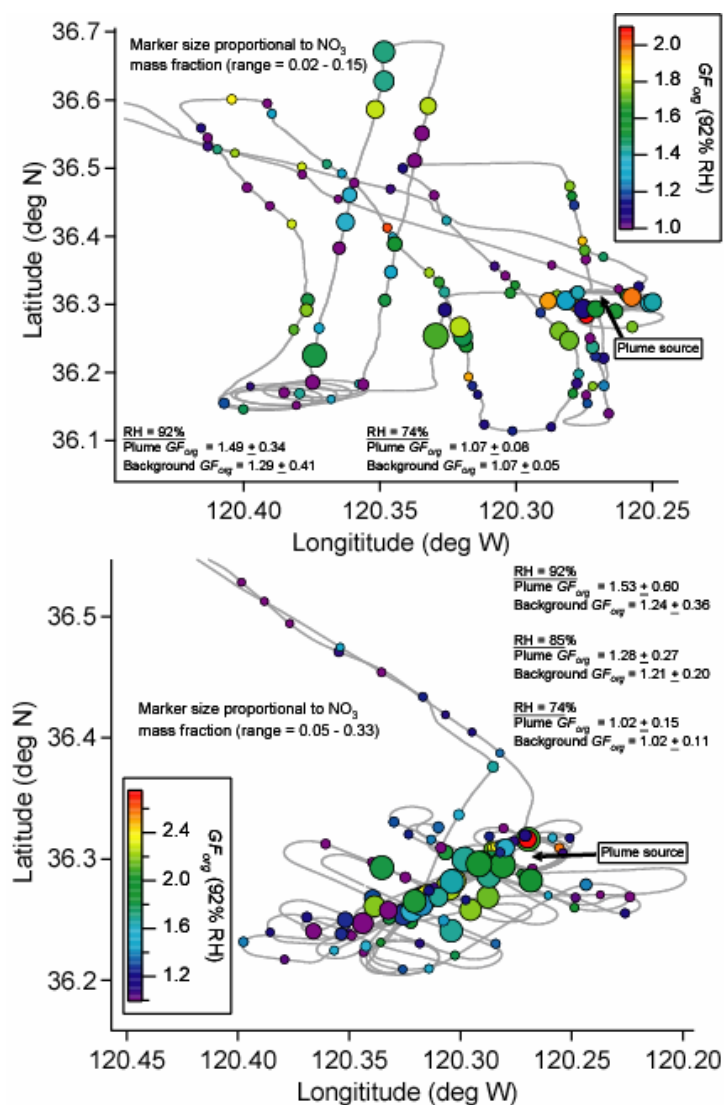 36.7
36.6
36.5
36.4
36.3
36.2
36.1
Latitude (deg N)
Marker size proportional to NO3
mass fraction (range = 0.02 - 0.15)
2.0
1.8
1.6
1.4
1.2
1.0
GForg (92% RH)
Plume source
RH = 92%
Plume GForg = 1.49 ± 0.34
Background GForg = 1.29 ± 0.41
RH = 74%
Plume GForg = 1.07 ± 0.06
Background GForg = 1.07 ± 0.05
120.40 120.35 120.30 120.25
Longititude (deg W)
36.5
36.4
36.3
36.2
Latitude (deg N)
RH = 92%
Plume GForg = 1.53 ± 0.60
Background GForg = 1.24 ± 0.36
RH = 85%
Plume GForg = 1.28 ± 0.27
Background GForg = 1.21 ± 0.20
RH = 74%
Plume GForg = 1.02 ± 0.15
Background GForg = 1.02 ± 0.11
Marker size proportional to NO3
mass fraction (range = 0.05 - 0.33)
2.4
2.0
1.6
1.2
GForg (92% RH)
Plume source
120.45 120.40 120.35 120.30 120.25 120.20
Longititude (deg W)